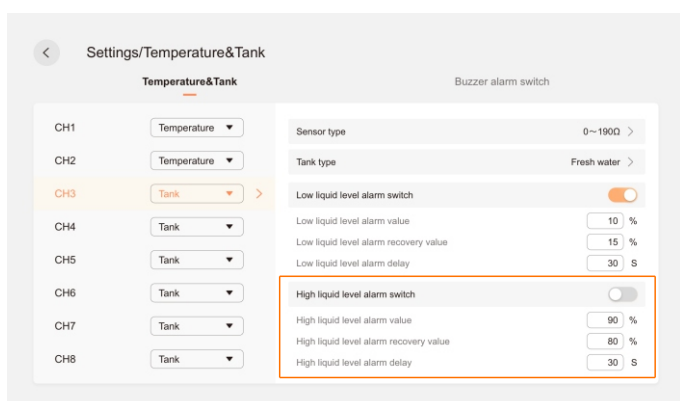 Settings/Temperature&Tank
Temperature&Tank
Buzzer alarm switch
CH1 Temperature
CH2 Temperature
CH3 Tank
CH4 Tank
CH5 Tank
CH6 Tank
CH7 Tank
CH8 Tank
Sensor type 0～190Ω
Tank type Fresh water
Low liquid level alarm switch
Low liquid level alarm value 10 %
Low liquid level alarm recovery value 15 %
Low liquid level alarm delay 30 S
High liquid level alarm switch
High liquid level alarm value 90 %
High liquid level alarm recovery value 80 %
High liquid level alarm delay 30 S